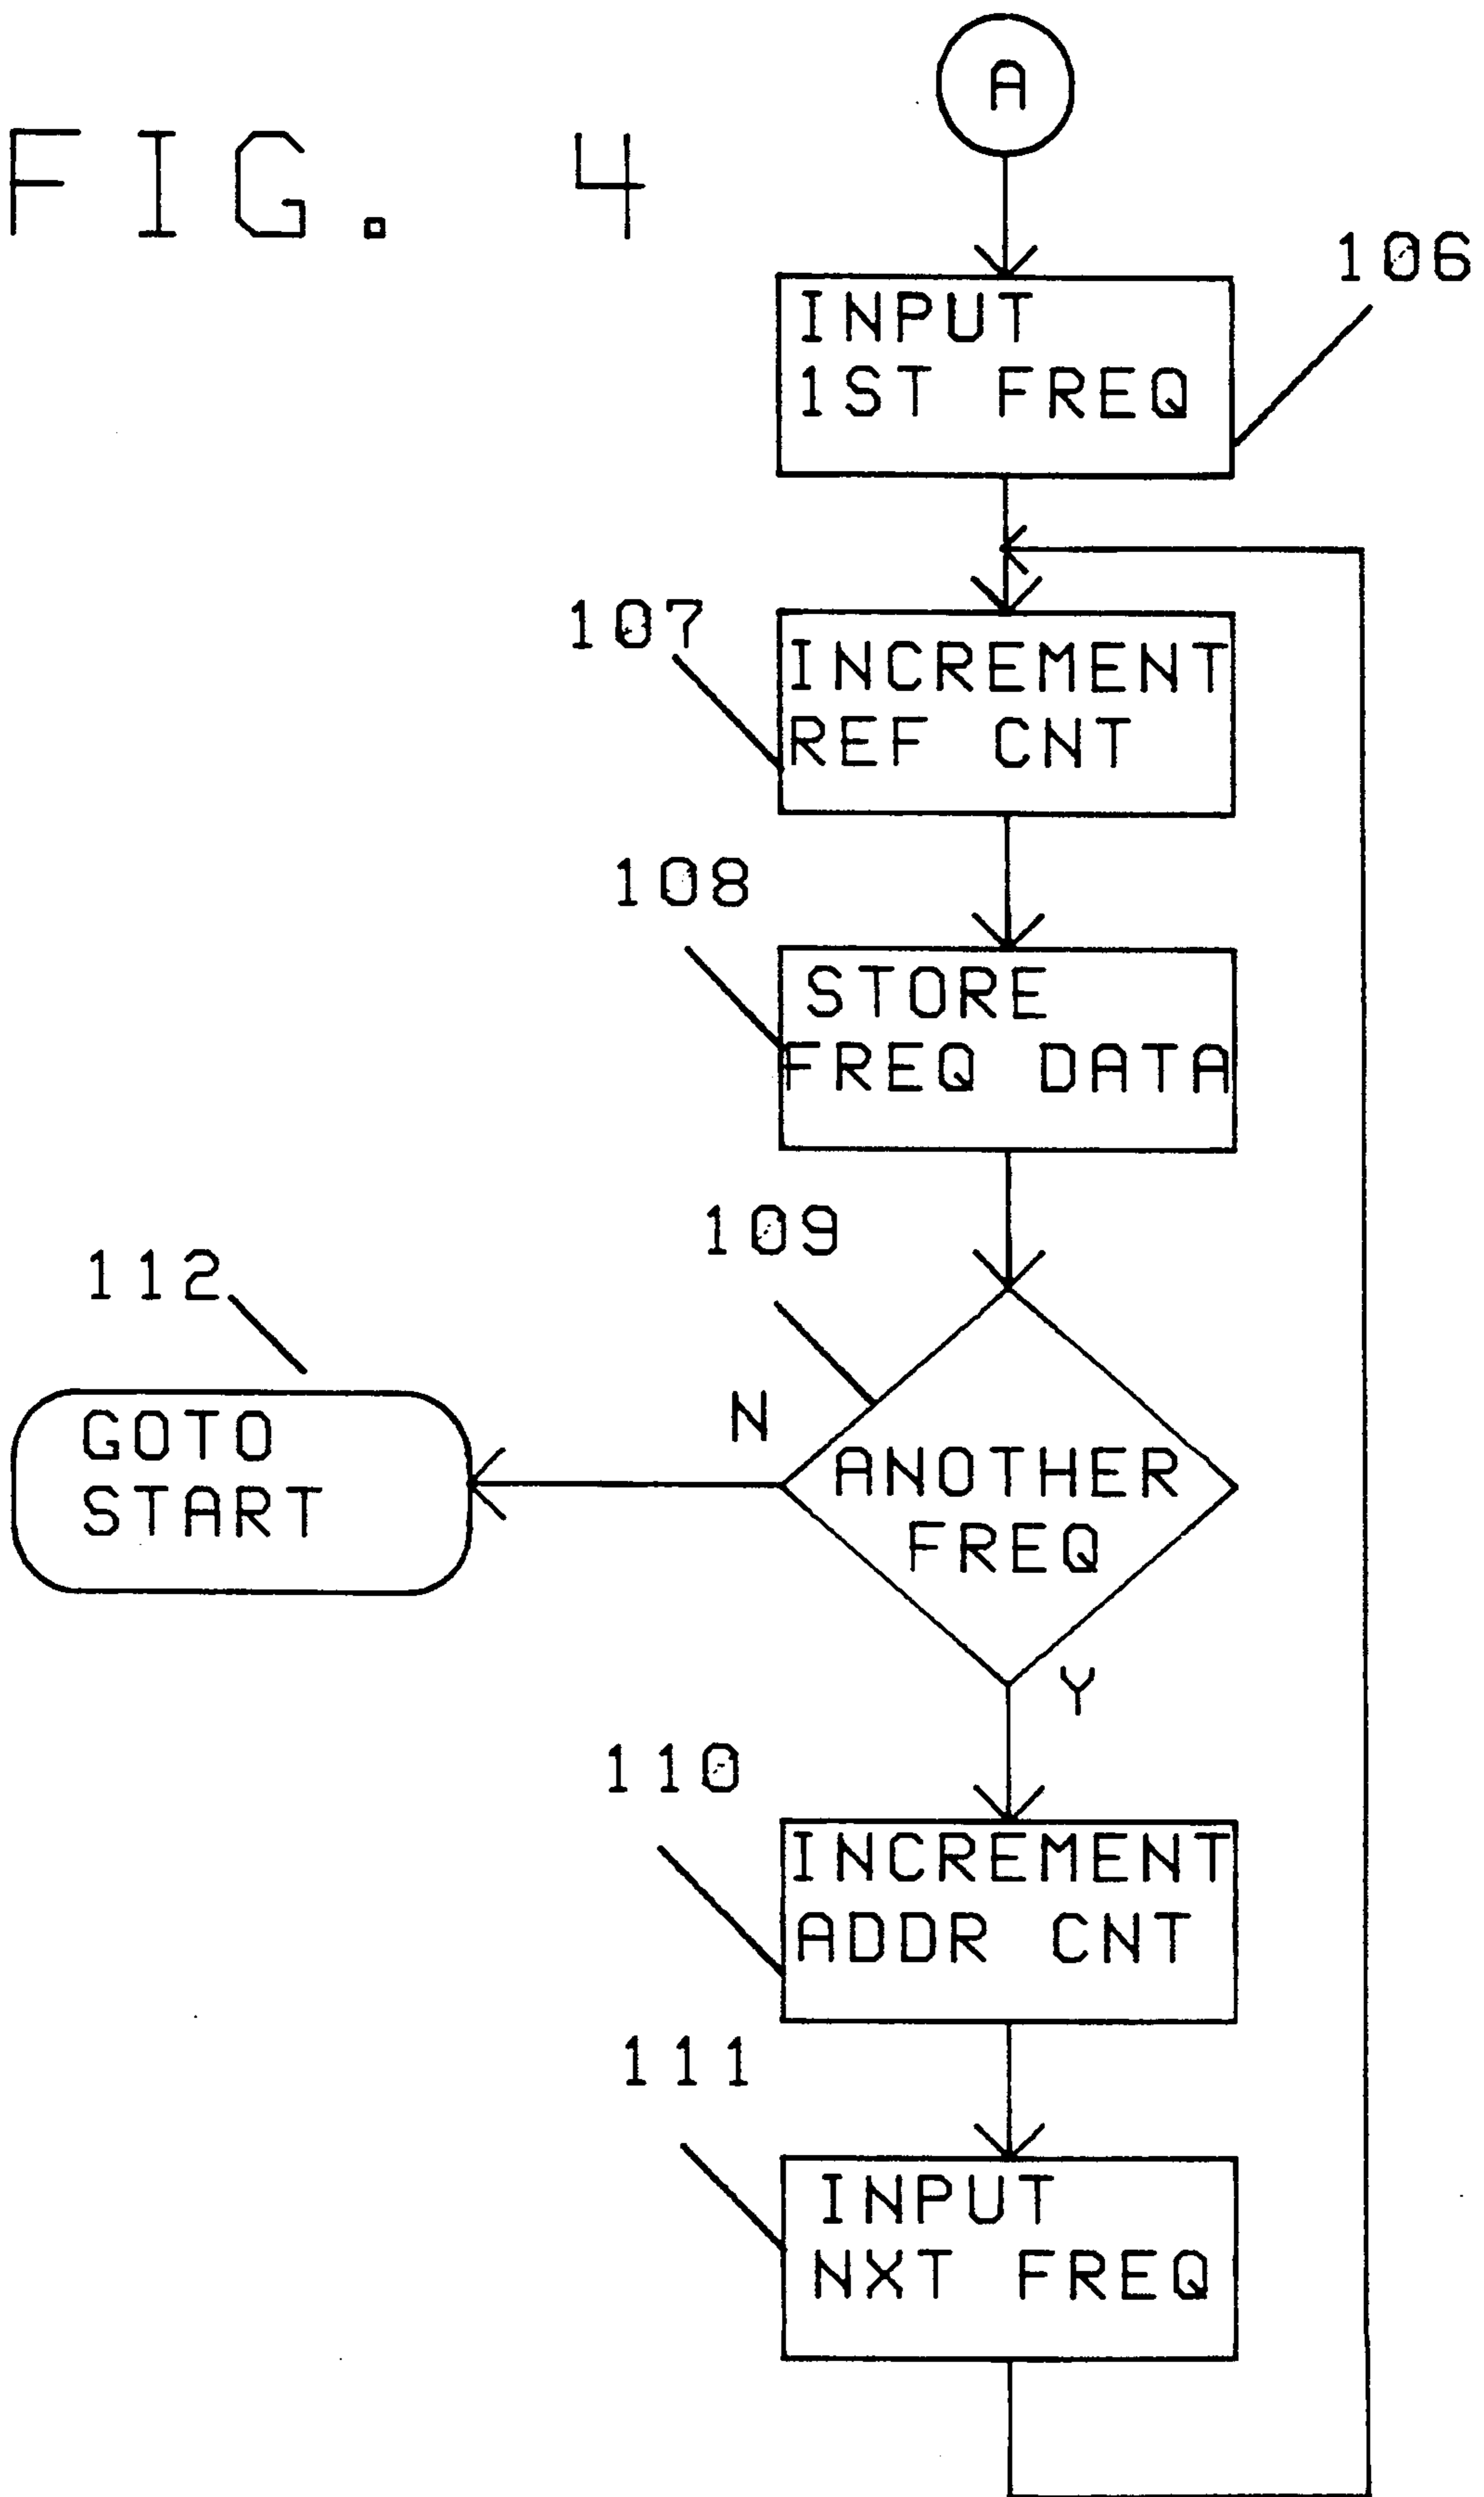 A
FIG. 4
106
INPUT
1ST FREQ
107
INCREMENT
REF CNT
108
STORE
FREQ DATA
109
112
N
GOTO
START
ANOTHER
FREQ
Y
110
INCREMENT
ADDR CNT
111
INPUT
NXT FREQ